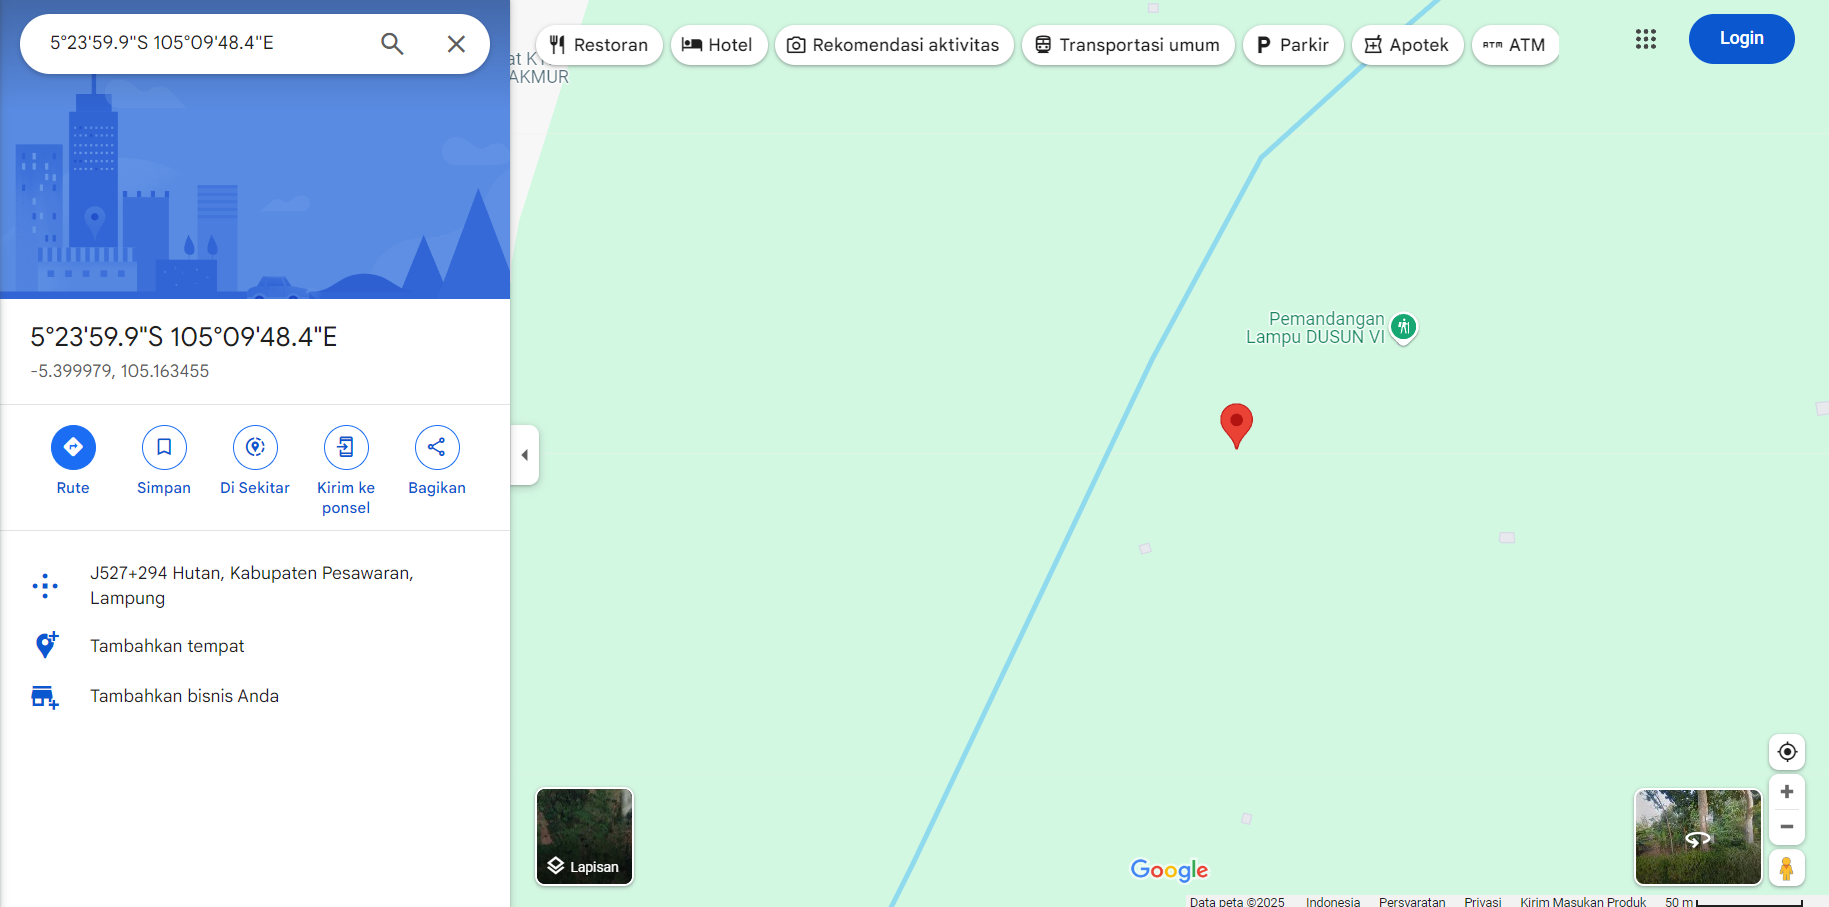 5°23'59.9"S 105°09'48.4"E
Restoran
Hotel
Rekomendasi aktivitas
Transportasi umum
P Parkir
Apotek
ATM ATM
Login
AKMUR
5°23'59.9"S 105°09'48.4"E
-5.399979, 105.163455
Rute
Simpan
Di Sekitar
Kirim ke
ponsel
Bagikan
J527+294 Hutan, Kabupaten Pesawaran,
Lampung
Tambahkan tempat
Tambahkan bisnis Anda
Pemandangan
Lampu DUSUN VI
Lapisan
Google
Data peta ©2025 Indonesia Persyaratan Privasi Kirim Masukan Produk 50 m